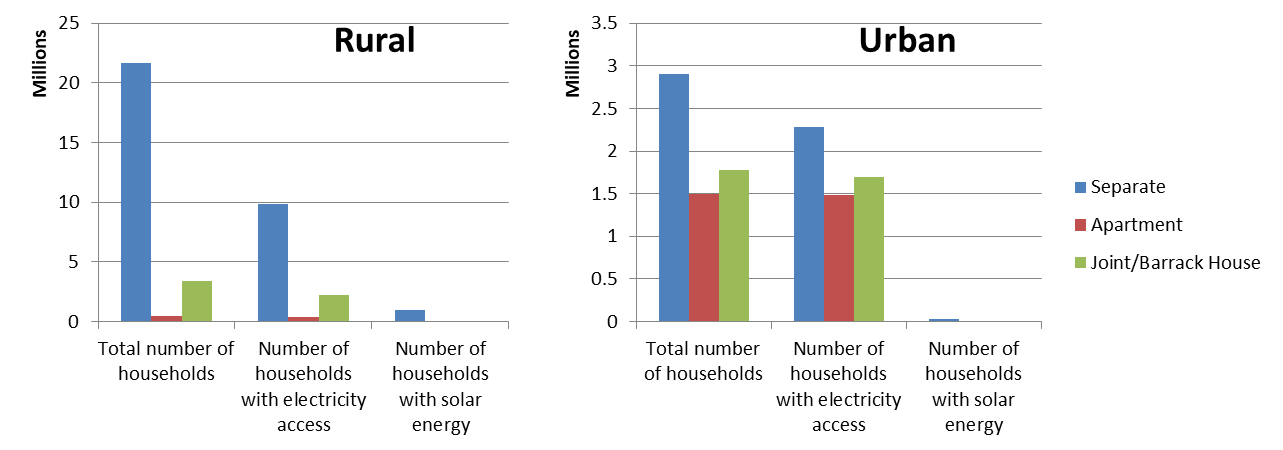 Rural
Millions
25
20
15
10
5
0
Total number of
households
Number of
households
with electricity
access
Number of
households
with solar
energy
Urban
Millions
3.5
3
2.5
2
1.5
1
0.5
0
Total number
of households
Number of
households
with electricity
access
Number of
households
with solar
energy
Separate
Apartment
Joint/Barrack House